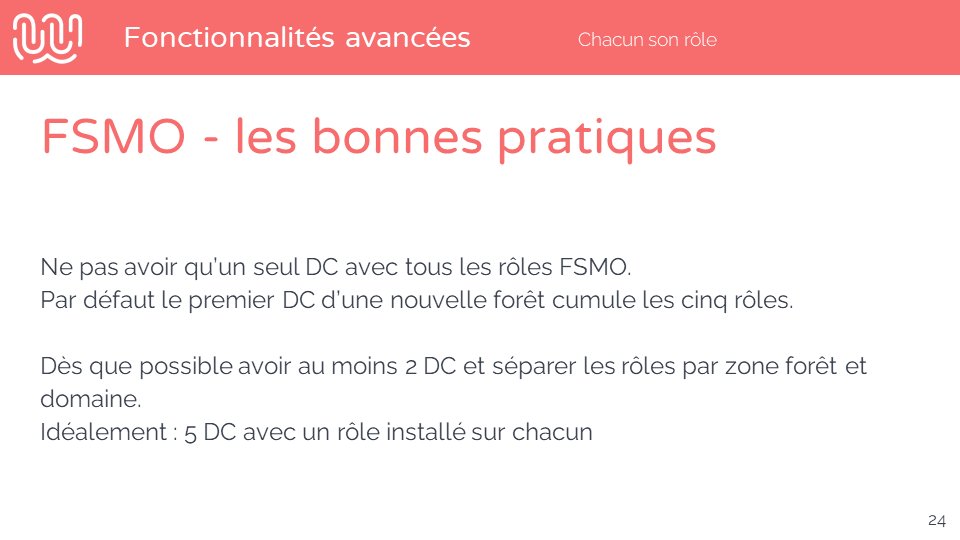 Fonctionnalités avancées
Chacun son rôle
FSMO - les bonnes pratiques
Ne pas avoir qu’un seul DC avec tous les rôles FSMO.
Par défaut le premier DC d’une nouvelle forêt cumule les cinq rôles.
Dès que possible avoir au moins 2 DC et séparer les rôles par zone forêt et
domaine.
Idéalement : 5 DC avec un rôle installé sur chacun
24